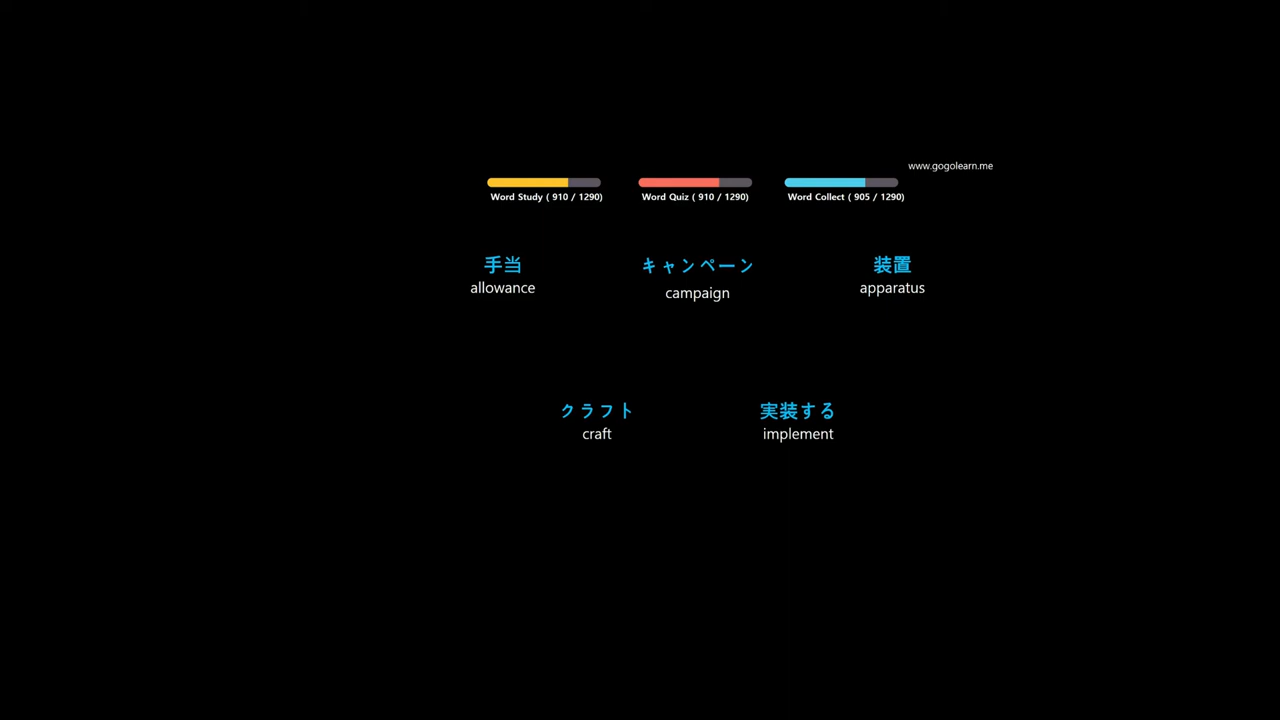 www.gogolearn.me
Word Study ( 910 / 1290)
Word Quiz ( 910 / 1290)
Word Collect ( 905 / 1290)
手当
allowance
キャンペーン
campaign
装置
apparatus
クラフト
craft
実装する
implement